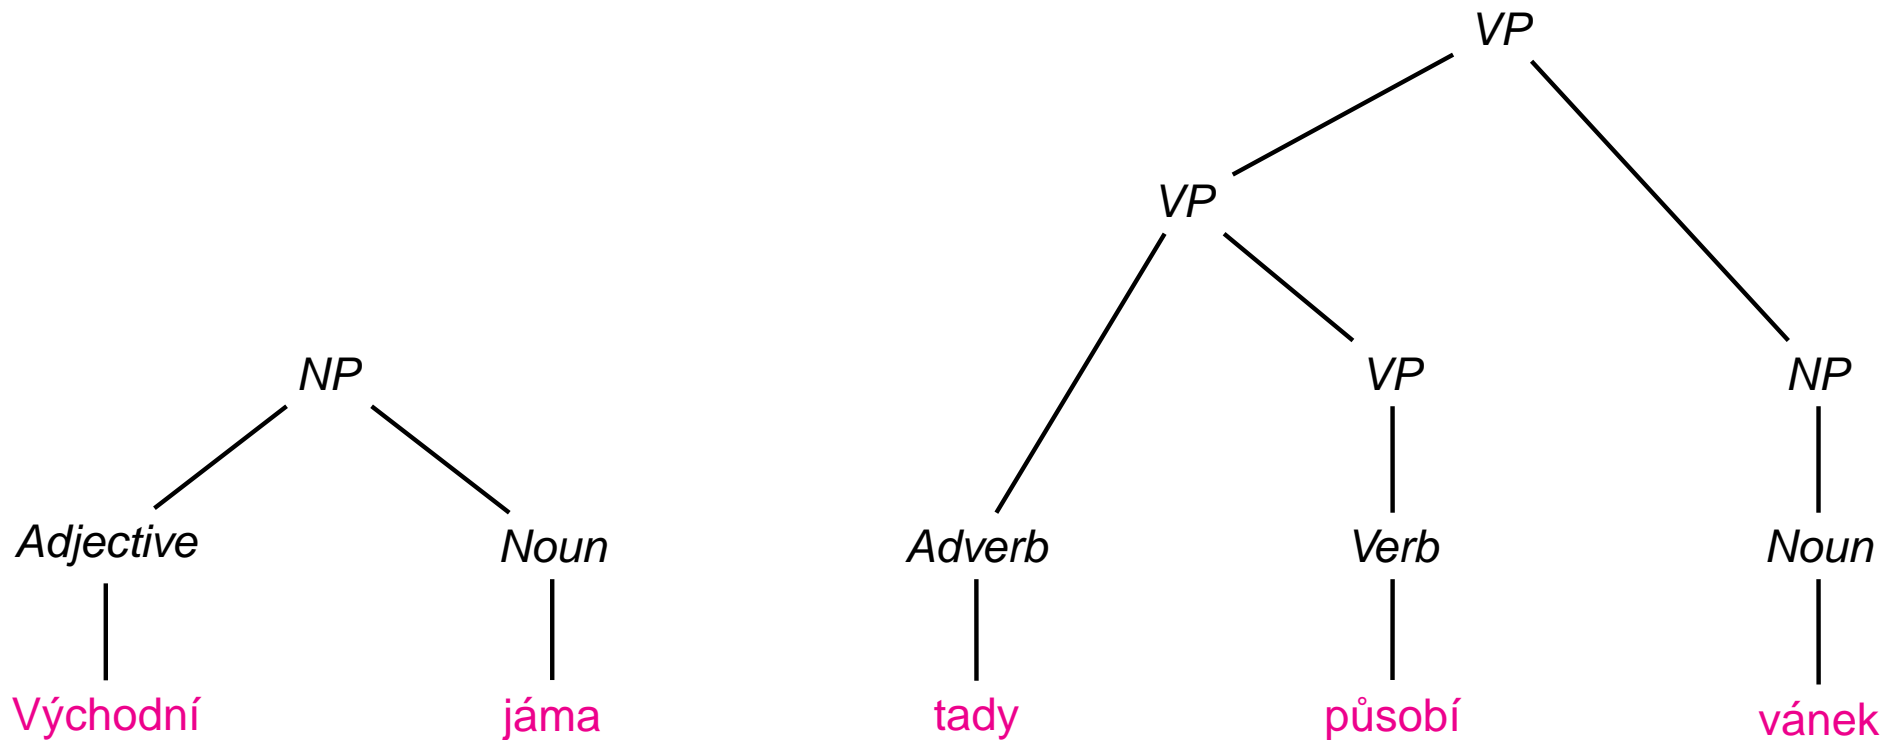 VP
VP
NP VP NP
Adjective Noun Adverb Verb Noun
Východní jáma tady působí vánek